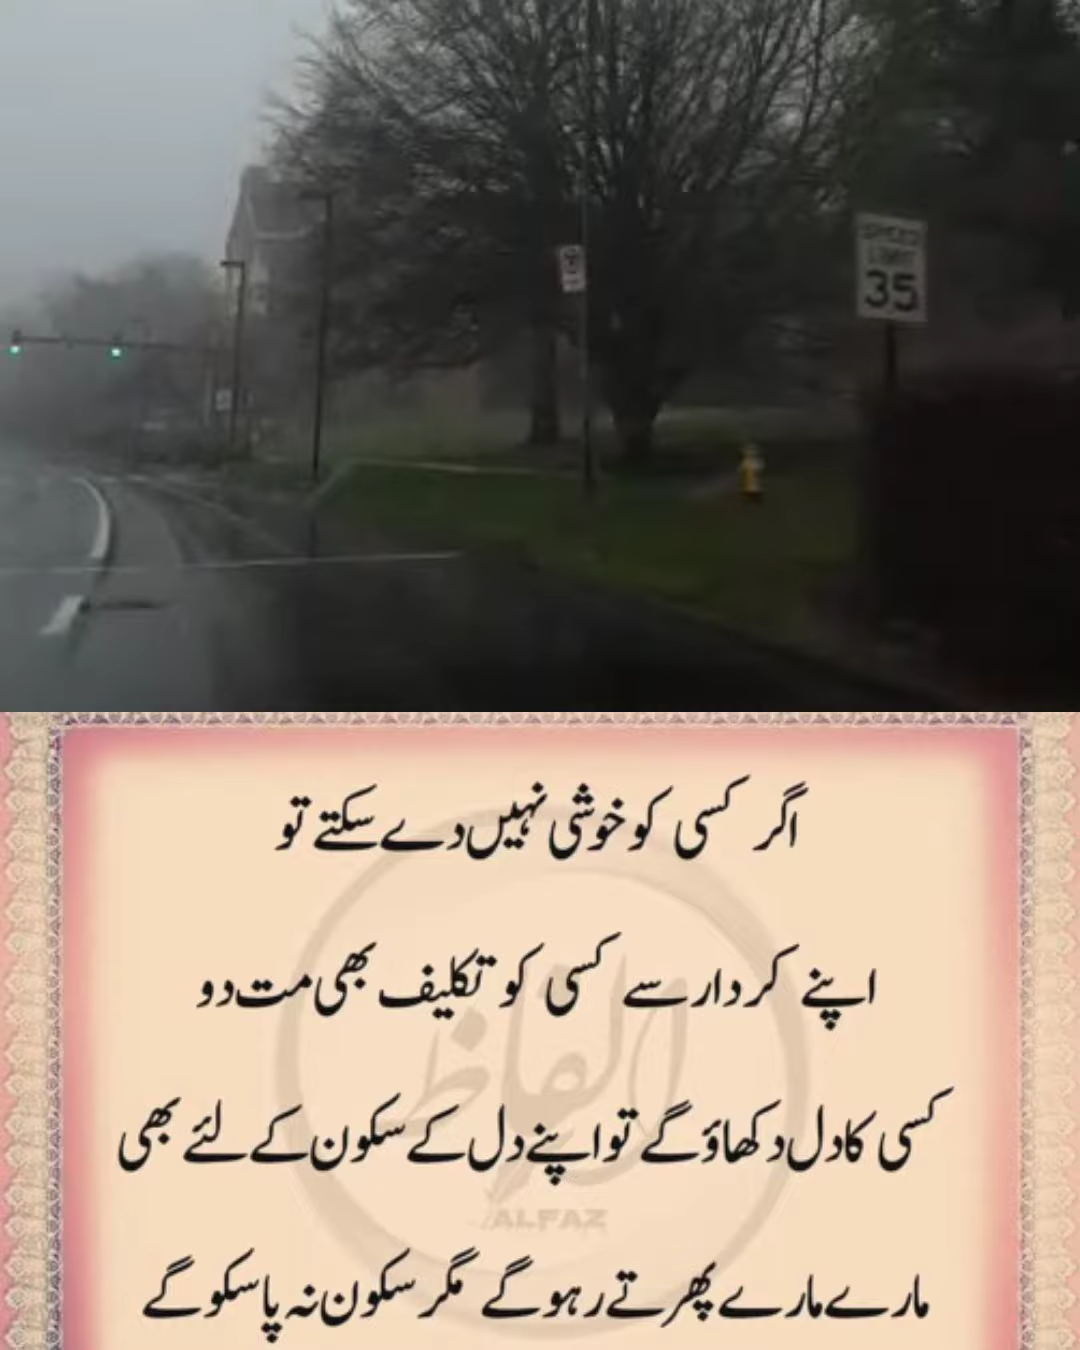 SPEED
LIMIT
35
اگر کسی کو خوشی نہیں دے سکتے تو
اپنے کردار سے کسی کو تکلیف بھی مت دو
کسی کا دل دکھاؤ گے تو اپنے دل کے سکون کے لئے بھی
مارے مارے پھرتے رہو گے مگر سکون نہ پا سکو گے
الفاظ
ALFAZ